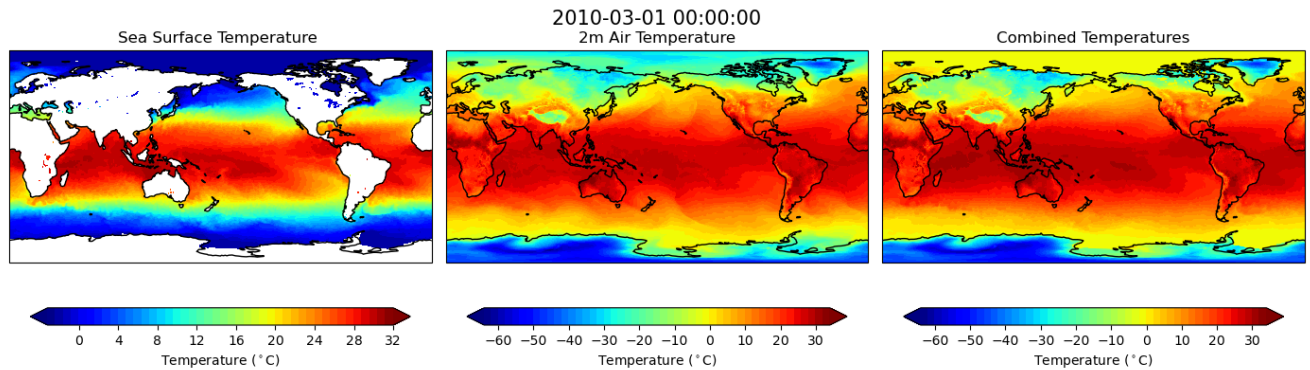 2010-03-01 00:00:00
Sea Surface Temperature
2m Air Temperature
Combined Temperatures
0 4 8 12 16 20 24 28 32
Temperature (°C)
−60 −50 −40 −30 −20 −10 0 10 20 30
Temperature (°C)
−60 −50 −40 −30 −20 −10 0 10 20 30
Temperature (°C)